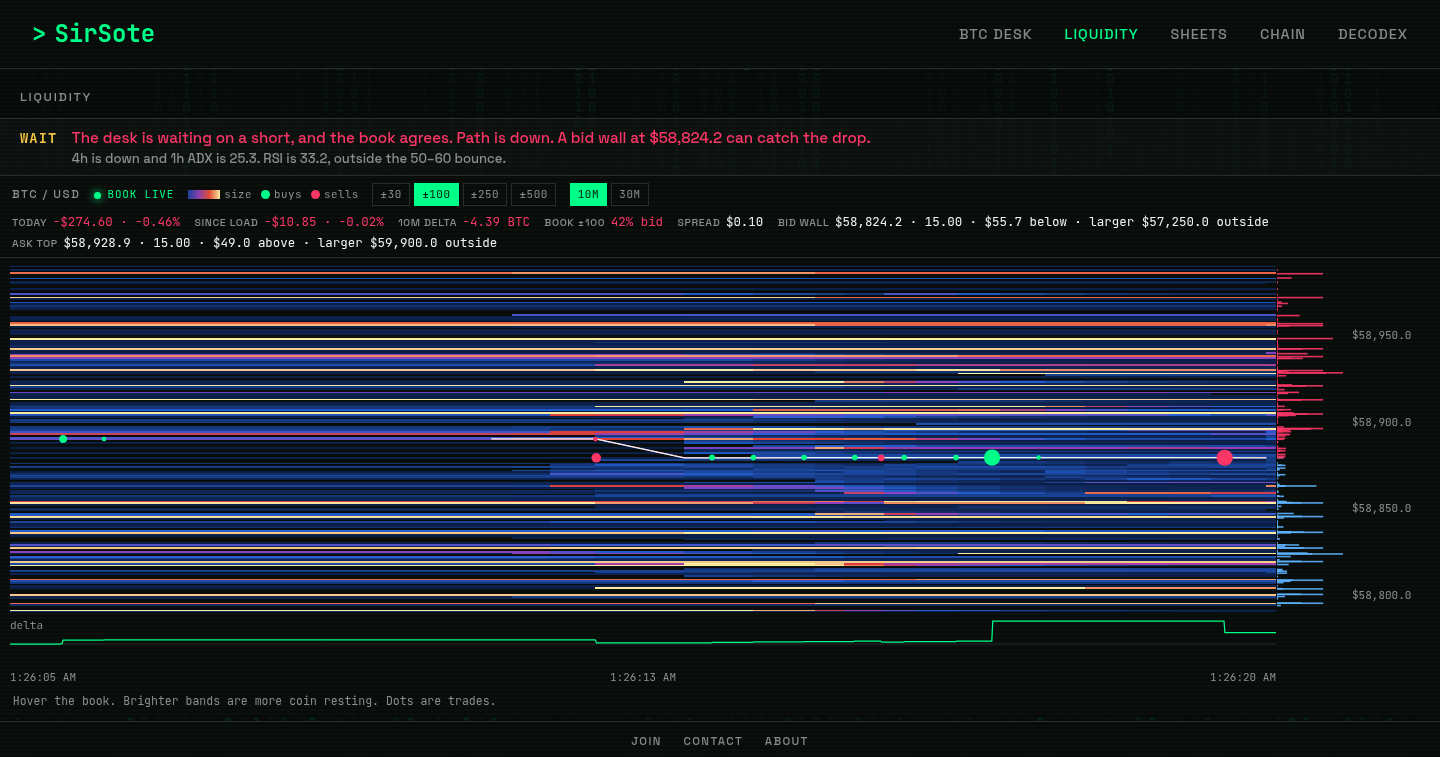 > SirSote
BTC DESK LIQUIDITY SHEETS CHAIN DECODEX
LIQUIDITY
WAIT The desk is waiting on a short, and the book agrees. Path is down. A bid wall at $58,824.2 can catch the drop.
4h is down and 1h ADX is 25.3. RSI is 33.2, outside the 50–60 bounce.
BTC / USD BOOK LIVE size buys sells ±30 ±100 ±250 ±500 10M 30M
TODAY -$274.60 · -0.46% SINCE LOAD -$10.85 · -0.02% 10M DELTA -4.39 BTC BOOK ±100 42% bid SPREAD $0.10 BID WALL $58,824.2 · 15.00 · $55.7 below · larger $57,250.0 outside
ASK TOP $58,928.9 · 15.00 · $49.0 above · larger $59,900.0 outside
$58,950.0
$58,900.0
$58,850.0
$58,800.0
delta
1:26:05 AM 1:26:13 AM 1:26:20 AM
Hover the book. Brighter bands are more coin resting. Dots are trades.
JOIN CONTACT ABOUT